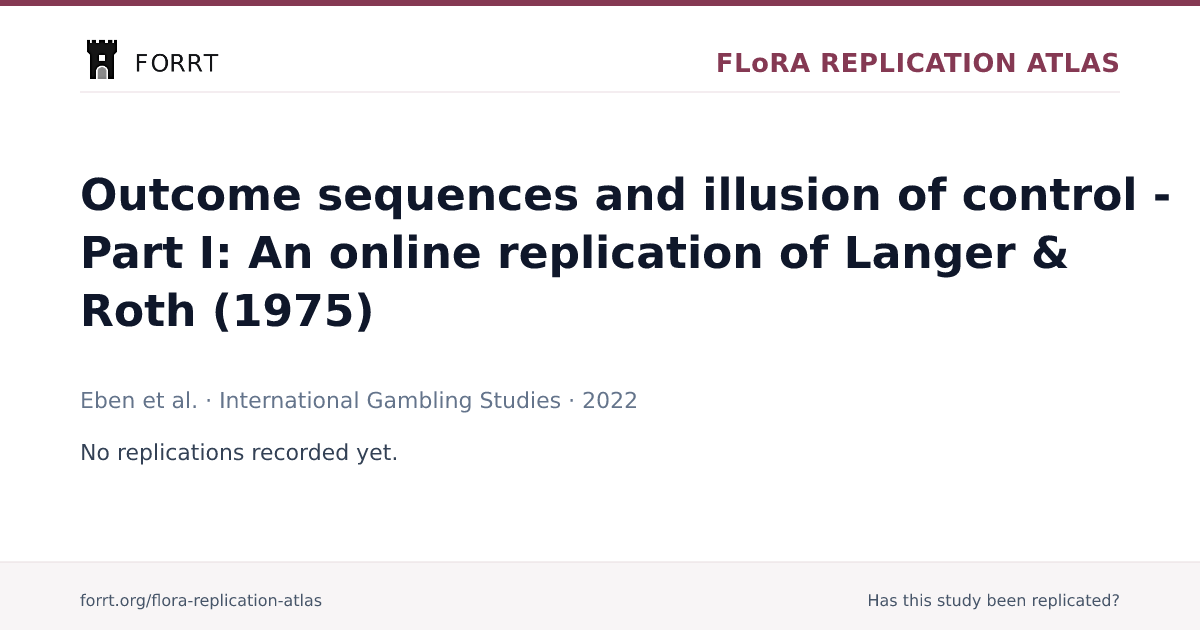 FORRT
FLoRA REPLICATION ATLAS
Outcome sequences and illusion of control -
Part I: An online replication of Langer &
Roth (1975)
Eben et al. · International Gambling Studies · 2022
No replications recorded yet.
forrt.org/flora-replication-atlas
Has this study been replicated?